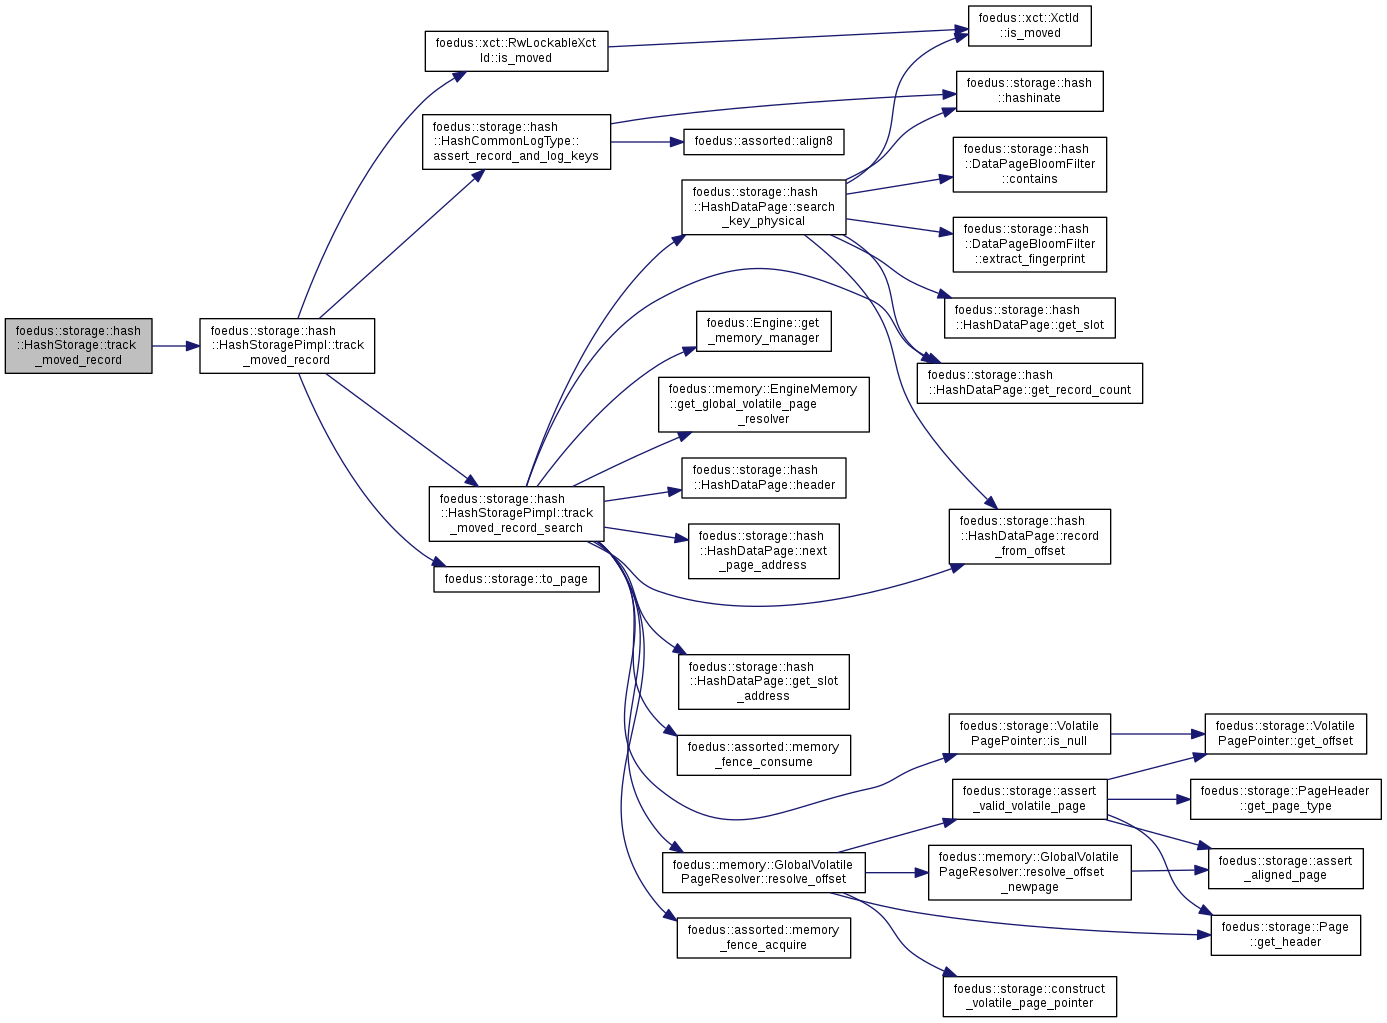 foedus::storage::hash
::HashStorage::track
_moved_record
foedus::storage::hash
::HashStoragePimpl::track
_moved_record
foedus::xct::RwLockableXct
Id::is_moved
foedus::storage::hash
::HashCommonLogType::
assert_record_and_log_keys
foedus::storage::hash
::HashStoragePimpl::track
_moved_record_search
foedus::storage::to_page
foedus::assorted::align8
foedus::storage::hash
::HashDataPage::search
_key_physical
foedus::Engine::get
_memory_manager
foedus::memory::EngineMemory
::get_global_volatile_page
_resolver
foedus::storage::hash
::HashDataPage::header
foedus::storage::hash
::HashDataPage::next
_page_address
foedus::storage::hash
::HashDataPage::get_slot
_address
foedus::assorted::memory
_fence_consume
foedus::memory::GlobalVolatile
PageResolver::resolve_offset
foedus::assorted::memory
_fence_acquire
foedus::xct::XctId
::is_moved
foedus::storage::hash
::hashinate
foedus::storage::hash
::DataPageBloomFilter
::contains
foedus::storage::hash
::DataPageBloomFilter
::extract_fingerprint
foedus::storage::hash
::HashDataPage::get_slot
foedus::storage::hash
::HashDataPage::get_record_count
foedus::storage::hash
::HashDataPage::record
_from_offset
foedus::storage::Volatile
PagePointer::is_null
foedus::storage::assert
_valid_volatile_page
foedus::memory::GlobalVolatile
PageResolver::resolve_offset
_newpage
foedus::storage::construct
_volatile_page_pointer
foedus::storage::Volatile
PagePointer::get_offset
foedus::storage::PageHeader
::get_page_type
foedus::storage::assert
_aligned_page
foedus::storage::Page
::get_header